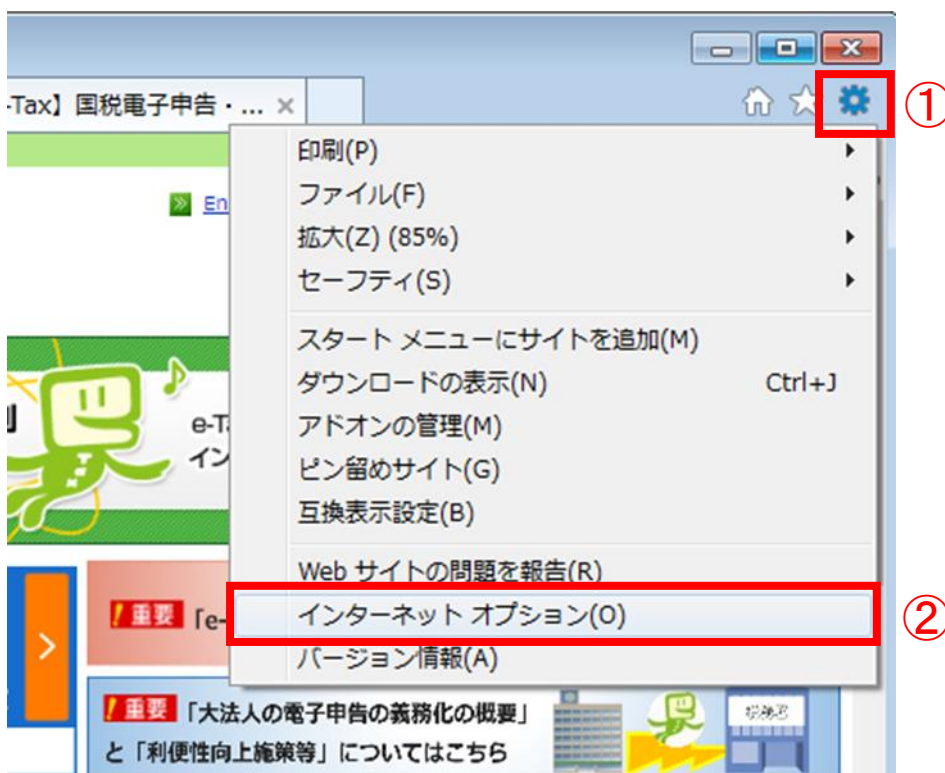 -Tax】国税電子申告・... ×
①
印刷(P)
ファイル(F)
拡大(Z) (85%)
セーフティ(S)
En
スタート メニューにサイトを追加(M)
ダウンロードの表示(N) Ctrl+J
アドオンの管理(M)
ピン留めサイト(G)
互換表示設定(B)
e-T
イン
Web サイトの問題を報告(R)
インターネット オプション(O)
②
バージョン情報(A)
!重要 「e-
!重要 「大法人の電子申告の義務化の概要」
と「利便性向上施策等」についてはこちら